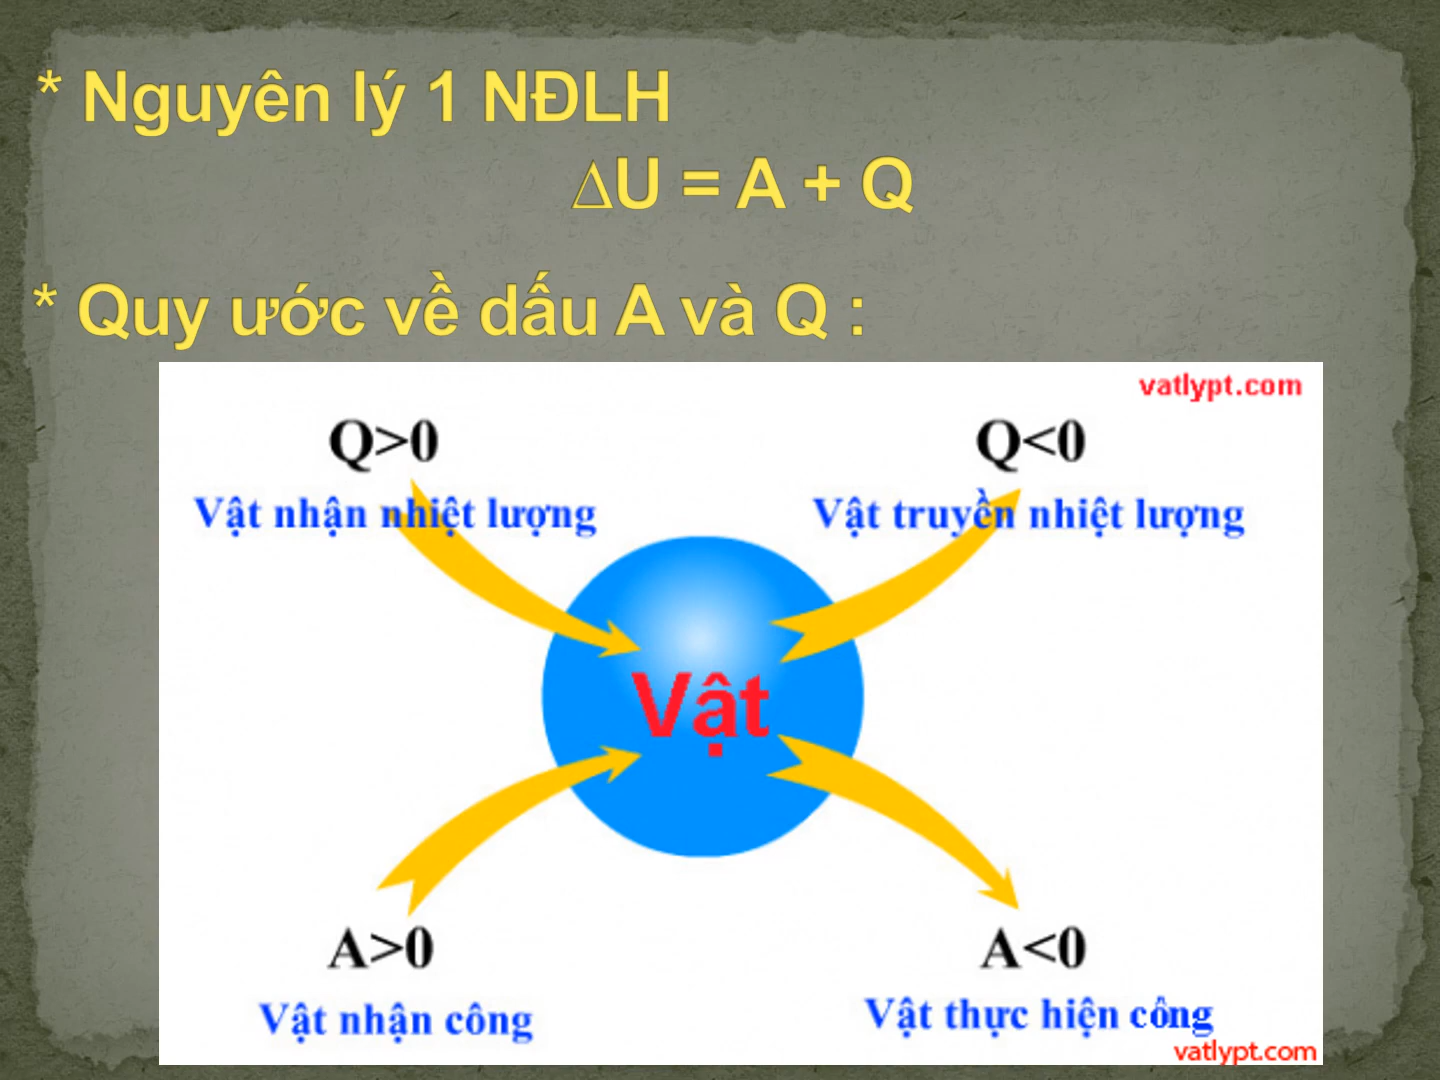 * Nguyên lý 1 NĐLH
∆U = A + Q
* Quy ước về dấu A và Q :
vatlypt.com
Q>0
Q<0
Vật nhận nhiệt lượng
Vật truyền nhiệt lượng
Vật
A>0
A<0
Vật nhận công
Vật thực hiện công
vatlypt.com